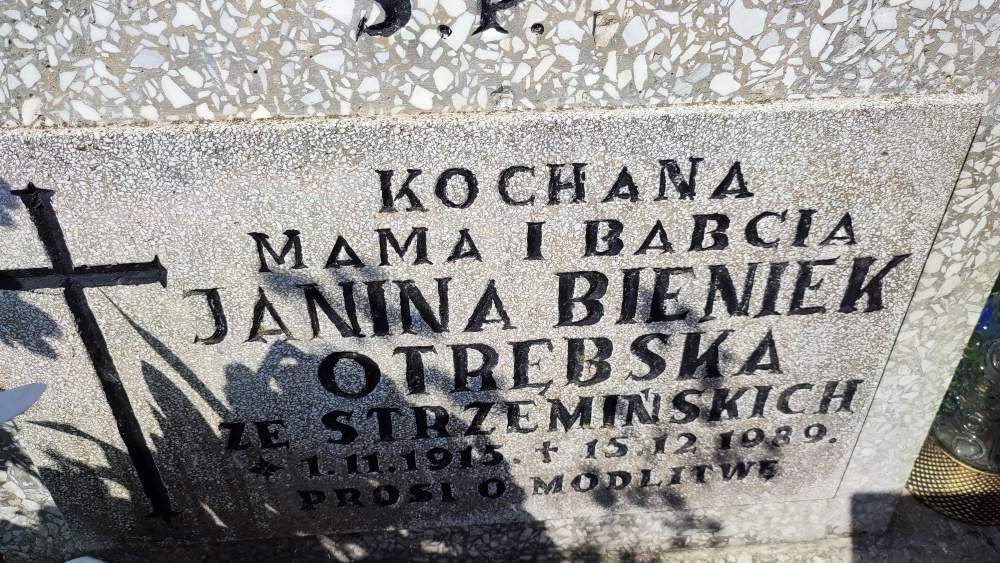 Ś.P.
KOCHANA
MAMA I BABCIA
JANINA BIENIEK
OTRĘBSKA
ZE STRZEMIŃSKICH
* 1.11.1915. + 15.12.1989.
PROSI O MODLITWĘ